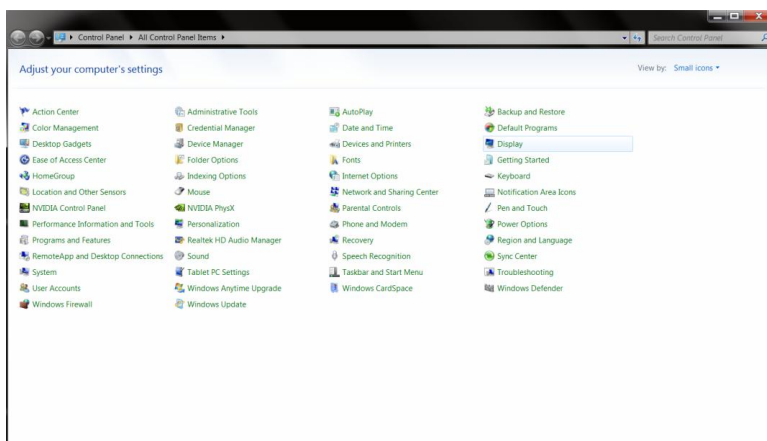 Control Panel ▸ All Control Panel Items ▸
Search Control Panel
Adjust your computer's settings
View by: Small icons
Action Center
Administrative Tools
AutoPlay
Backup and Restore
Color Management
Credential Manager
Date and Time
Default Programs
Desktop Gadgets
Device Manager
Devices and Printers
Display
Ease of Access Center
Folder Options
Fonts
Getting Started
HomeGroup
Indexing Options
Internet Options
Keyboard
Location and Other Sensors
Mouse
Network and Sharing Center
Notification Area Icons
NVIDIA Control Panel
NVIDIA PhysX
Parental Controls
Pen and Touch
Performance Information and Tools
Personalization
Phone and Modem
Power Options
Programs and Features
Realtek HD Audio Manager
Recovery
Region and Language
RemoteApp and Desktop Connections
Sound
Speech Recognition
Sync Center
System
Tablet PC Settings
Taskbar and Start Menu
Troubleshooting
User Accounts
Windows Anytime Upgrade
Windows CardSpace
Windows Defender
Windows Firewall
Windows Update